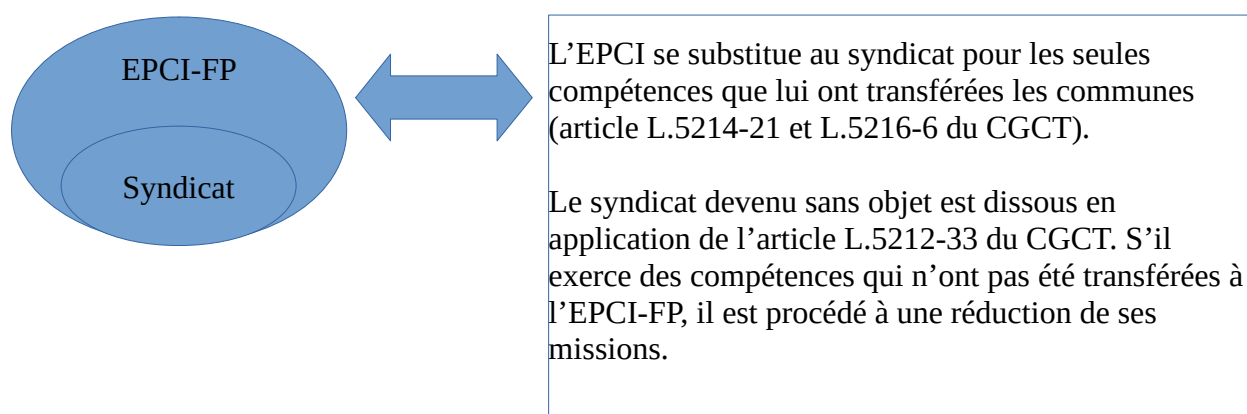 EPCI-FP
Syndicat
L’EPCI se substitue au syndicat pour les seules
compétences que lui ont transférées les communes
(article L.5214-21 et L.5216-6 du CGCT).
Le syndicat devenu sans objet est dissous en
application de l’article L.5212-33 du CGCT. S’il
exerce des compétences qui n’ont pas été transférées à
l’EPCI-FP, il est procédé à une réduction de ses
missions.